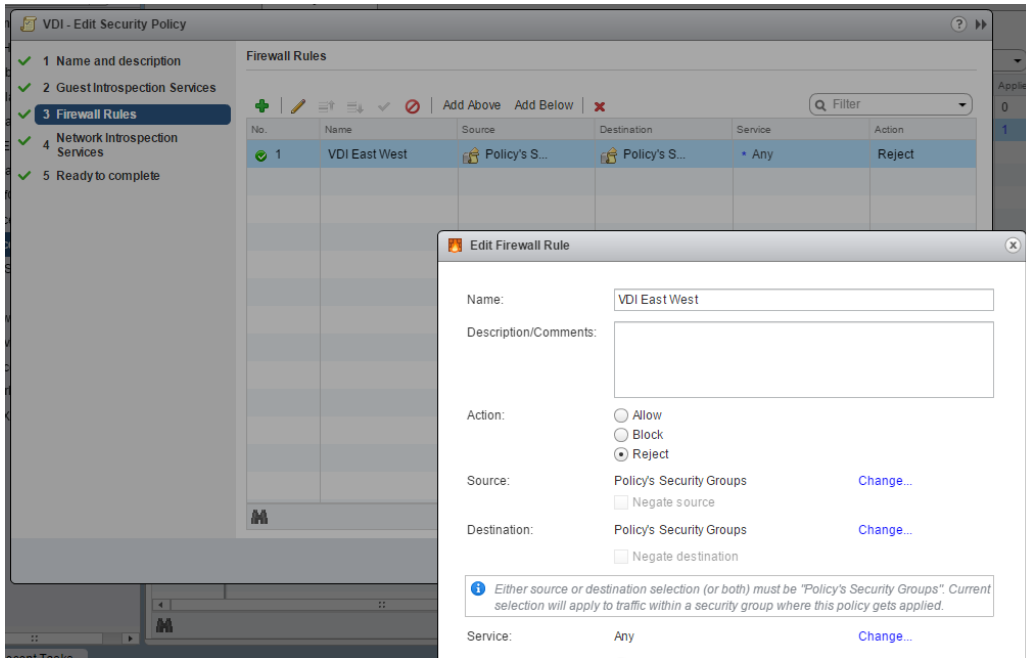 VDI - Edit Security Policy
?
1 Name and description
2 Guest Introspection Services
3 Firewall Rules
4 Network Introspection
Services
5 Ready to complete
Firewall Rules
Add Above Add Below
Filter
No. Name Source Destination Service Action
1 VDI East West Policy's S... Policy's S... • Any Reject
Applie
0
1
Edit Firewall Rule
Name: VDI East West
Description/Comments:
Action: Allow
Block
Reject
Source: Policy's Security Groups Change...
Negate source
Destination: Policy's Security Groups Change...
Negate destination
Either source or destination selection (or both) must be "Policy's Security Groups". Current
selection will apply to traffic within a security group where this policy gets applied.
Service: Any Change...
Tasks